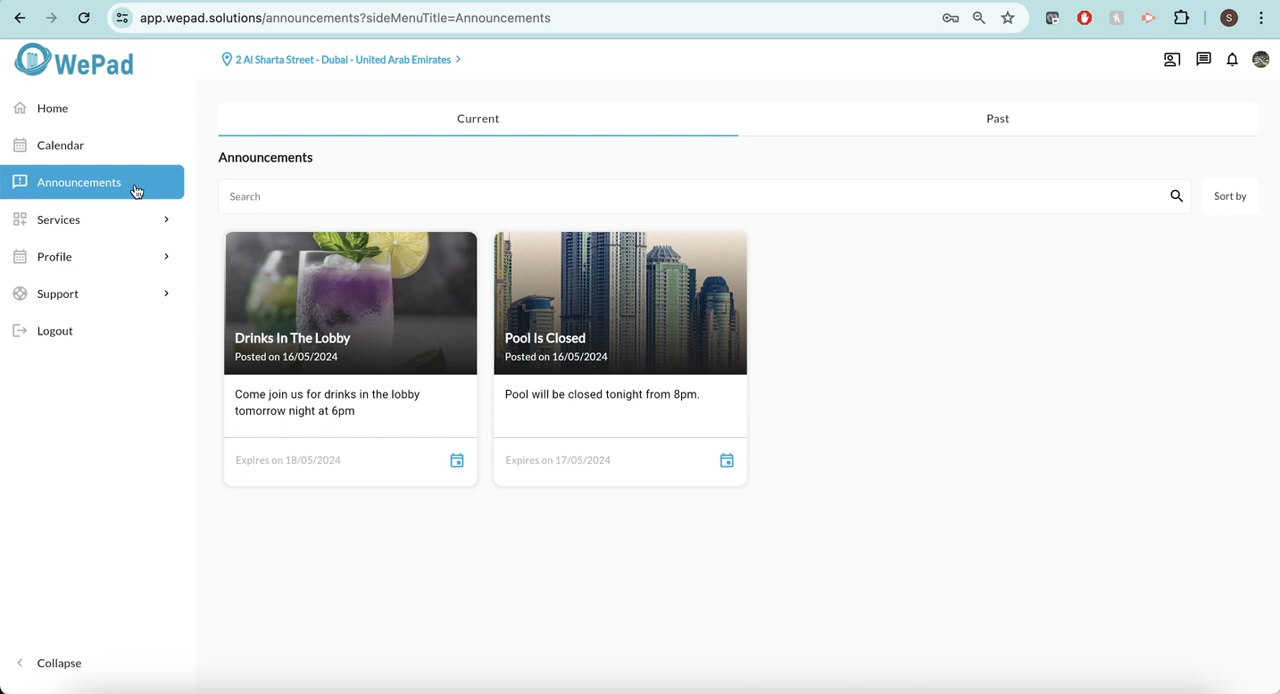 app.wepad.solutions/announcements?sideMenuTitle=Announcements
S
WePad
2 Al Sharta Street - Dubai - United Arab Emirates
Home
Calendar
Announcements
Services
Profile
Support
Logout
Collapse
Current
Past
Announcements
Search
Sort by
Drinks In The Lobby
Posted on 16/05/2024
Come join us for drinks in the lobby
tomorrow night at 6pm
Expires on 18/05/2024
Pool Is Closed
Posted on 16/05/2024
Pool will be closed tonight from 8pm.
Expires on 17/05/2024